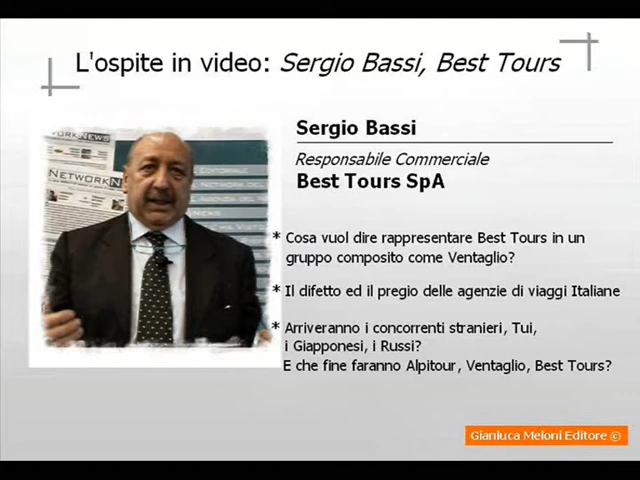 L'ospite in video: Sergio Bassi, Best Tours
Sergio Bassi
Responsabile Commerciale
Best Tours SpA
* Cosa vuol dire rappresentare Best Tours in un
gruppo composito come Ventaglio?
* Il difetto ed il pregio delle agenzie di viaggi Italiane
* Arriveranno i concorrenti stranieri, Tui,
i Giapponesi, i Russi?
E che fine faranno Alpitour, Ventaglio, Best Tours?
Gianluca Meloni Editore ©